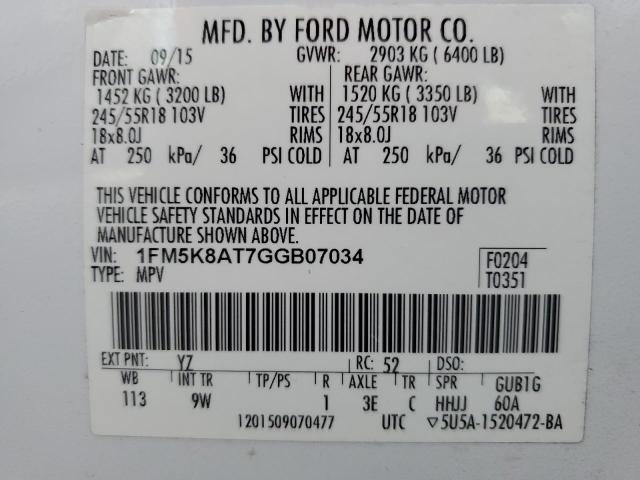 MFD. BY FORD MOTOR CO.
DATE: 09/15 GVWR: 2903 KG ( 6400 LB)
FRONT GAWR: REAR GAWR:
1452 KG ( 3200 LB) WITH 1520 KG ( 3350 LB) WITH
245/55R18 103V TIRES 245/55R18 103V TIRES
18x8.0J RIMS 18x8.0J RIMS
AT 250 kPa/ 36 PSI COLD AT 250 kPa/ 36 PSI COLD
THIS VEHICLE CONFORMS TO ALL APPLICABLE FEDERAL MOTOR
VEHICLE SAFETY STANDARDS IN EFFECT ON THE DATE OF
MANUFACTURE SHOWN ABOVE.
VIN: 1FM5K8AT7GGB07034 F0204
TYPE: MPV T0351
EXT PNT: YZ RC: 52 DSO:
WB INT TR TP/PS R AXLE TR SPR GUB1G
113 9W 1 3E C HHJJ 60A
1201509070477 UTC ▽5U5A-1520472-BA